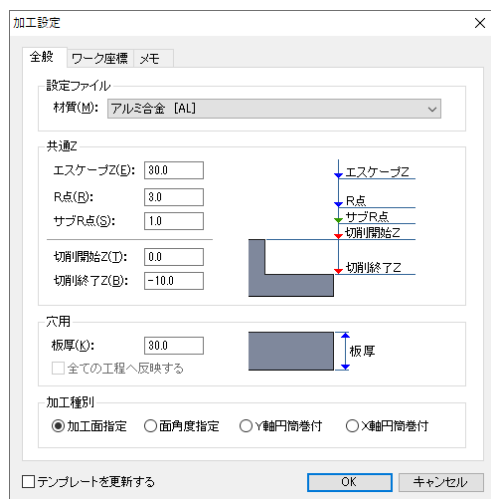 加工設定
全般 ワーク座標 メモ
設定ファイル
材質(M): アルミ合金 [AL]
共通Z
エスケープZ(E): 30.0
R点(R): 3.0
サブR点(S): 1.0
切削開始Z(T): 0.0
切削終了Z(B): -10.0
エスケープZ
R点
サブR点
切削開始Z
切削終了Z
穴用
板厚(K): 30.0
全ての工程へ反映する
板厚
加工種別
加工面指定 面角度指定 Y軸円筒巻付 X軸円筒巻付
テンプレートを更新する OK キャンセル